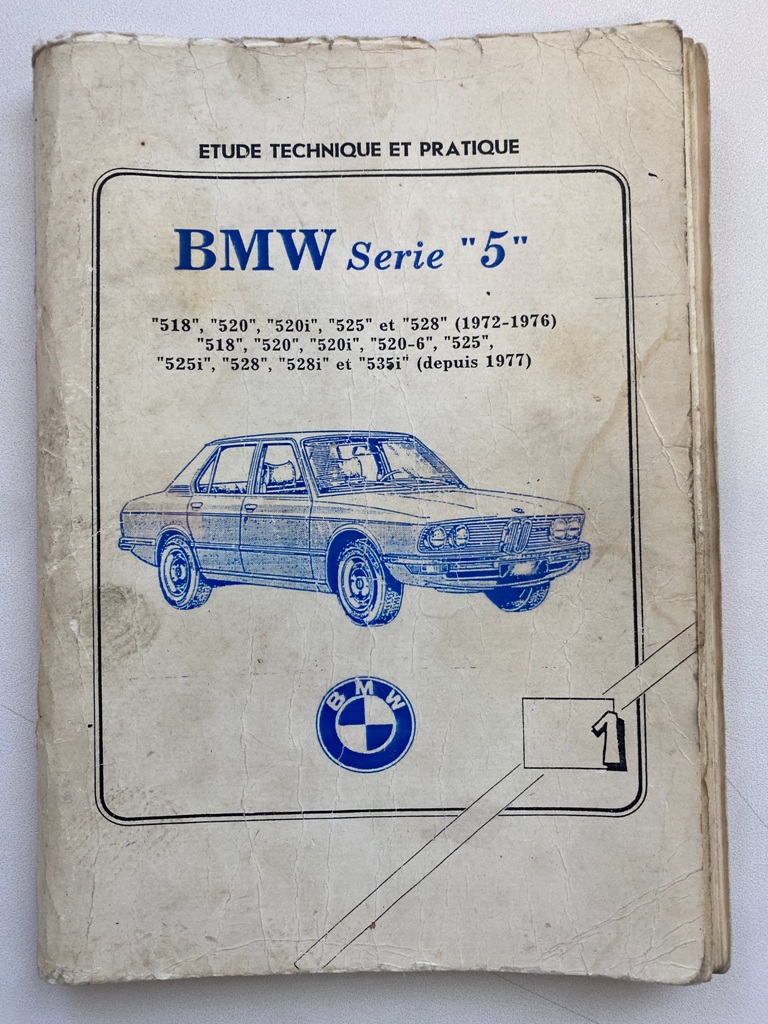 ETUDE TECHNIQUE ET PRATIQUE
BMW Serie "5"
"518", "520", "520i", "525" et "528" (1972-1976)
"518", "520", "520i", "520-6", "525",
"525i", "528", "528i" et "535i" (depuis 1977)
BMW
1